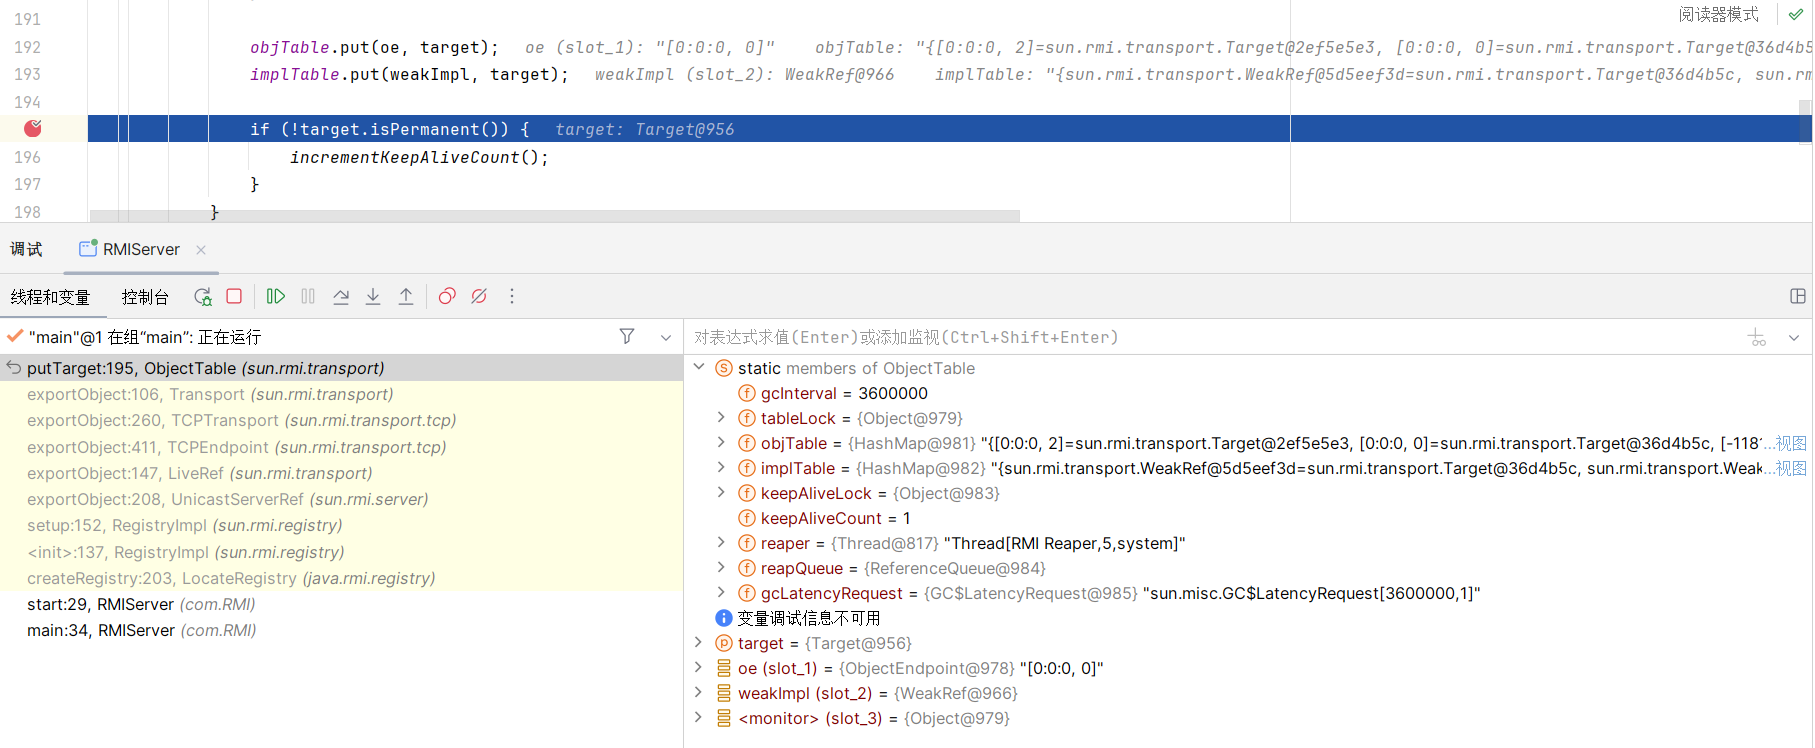 191
阅读器模式
192 objTable.put(oe, target); oe (slot_1): "[0:0:0, 0]" objTable: "{[0:0:0, 2]=sun.rmi.transport.Target@2ef5e5e3, [0:0:0, 0]=sun.rmi.transport.Target@36d4b5
193 implTable.put(weakImpl, target); weakImpl (slot_2): WeakRef@966 implTable: "{sun.rmi.transport.WeakRef@5d5eef3d=sun.rmi.transport.Target@36d4b5c, sun.rm
194
if (!target.isPermanent()) { target: Target@956
196 incrementKeepAliveCount();
197 }
198 }
调试 RMIServer
线程和变量 控制台
"main"@1 在组“main”: 正在运行
putTarget:195, ObjectTable (sun.rmi.transport)
exportObject:106, Transport (sun.rmi.transport)
exportObject:260, TCPTransport (sun.rmi.transport.tcp)
exportObject:411, TCPEndpoint (sun.rmi.transport.tcp)
exportObject:147, LiveRef (sun.rmi.transport)
exportObject:208, UnicastServerRef (sun.rmi.server)
setup:152, RegistryImpl (sun.rmi.registry)
<init>:137, RegistryImpl (sun.rmi.registry)
createRegistry:203, LocateRegistry (java.rmi.registry)
start:29, RMIServer (com.RMI)
main:34, RMIServer (com.RMI)
对表达式求值(Enter)或添加监视(Ctrl+Shift+Enter)
static members of ObjectTable
gcInterval = 3600000
tableLock = {Object@979}
objTable = {HashMap@981} "{[0:0:0, 2]=sun.rmi.transport.Target@2ef5e5e3, [0:0:0, 0]=sun.rmi.transport.Target@36d4b5c, [-118... 视图
implTable = {HashMap@982} "{sun.rmi.transport.WeakRef@5d5eef3d=sun.rmi.transport.Target@36d4b5c, sun.rmi.transport.Weak... 视图
keepAliveLock = {Object@983}
keepAliveCount = 1
reaper = {Thread@817} "Thread[RMI Reaper,5,system]"
reapQueue = {ReferenceQueue@984}
gcLatencyRequest = {GC$LatencyRequest@985} "sun.misc.GC$LatencyRequest[3600000,1]"
变量调试信息不可用
target = {Target@956}
oe (slot_1) = {ObjectEndpoint@978} "[0:0:0, 0]"
weakImpl (slot_2) = {WeakRef@966}
<monitor> (slot_3) = {Object@979}